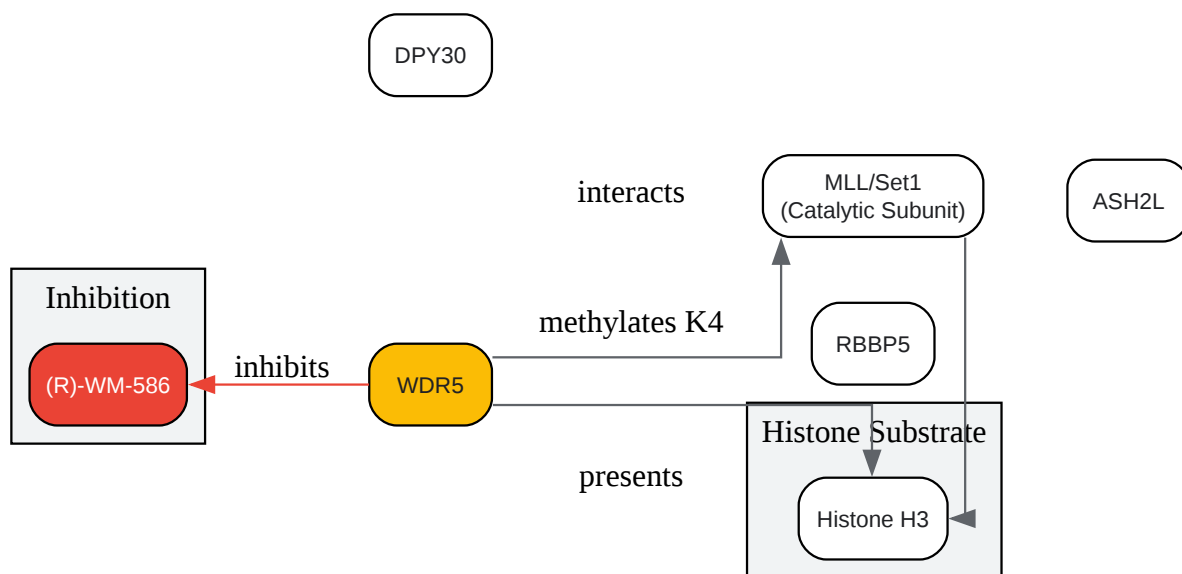 DPY30
interacts
MLL/Set1
(Catalytic Subunit)
ASH2L
Inhibition
methylates K4
RBBP5
(R)-WM-586
inhibits
WDR5
Histone Substrate
presents
Histone H3